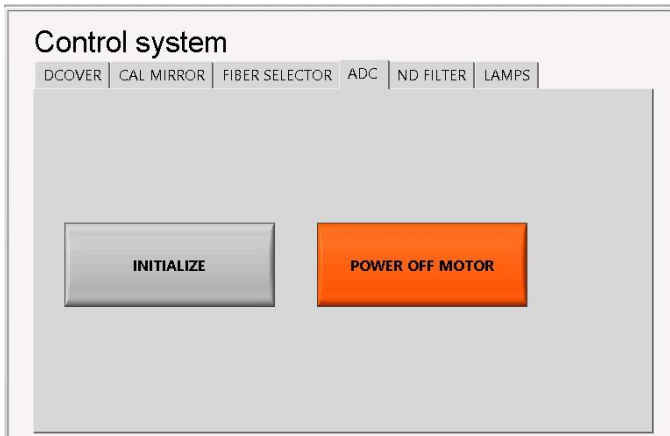 Control system
DCOVER CAL MIRROR FIBER SELECTOR ADC ND FILTER LAMPS
INITIALIZE POWER OFF MOTOR